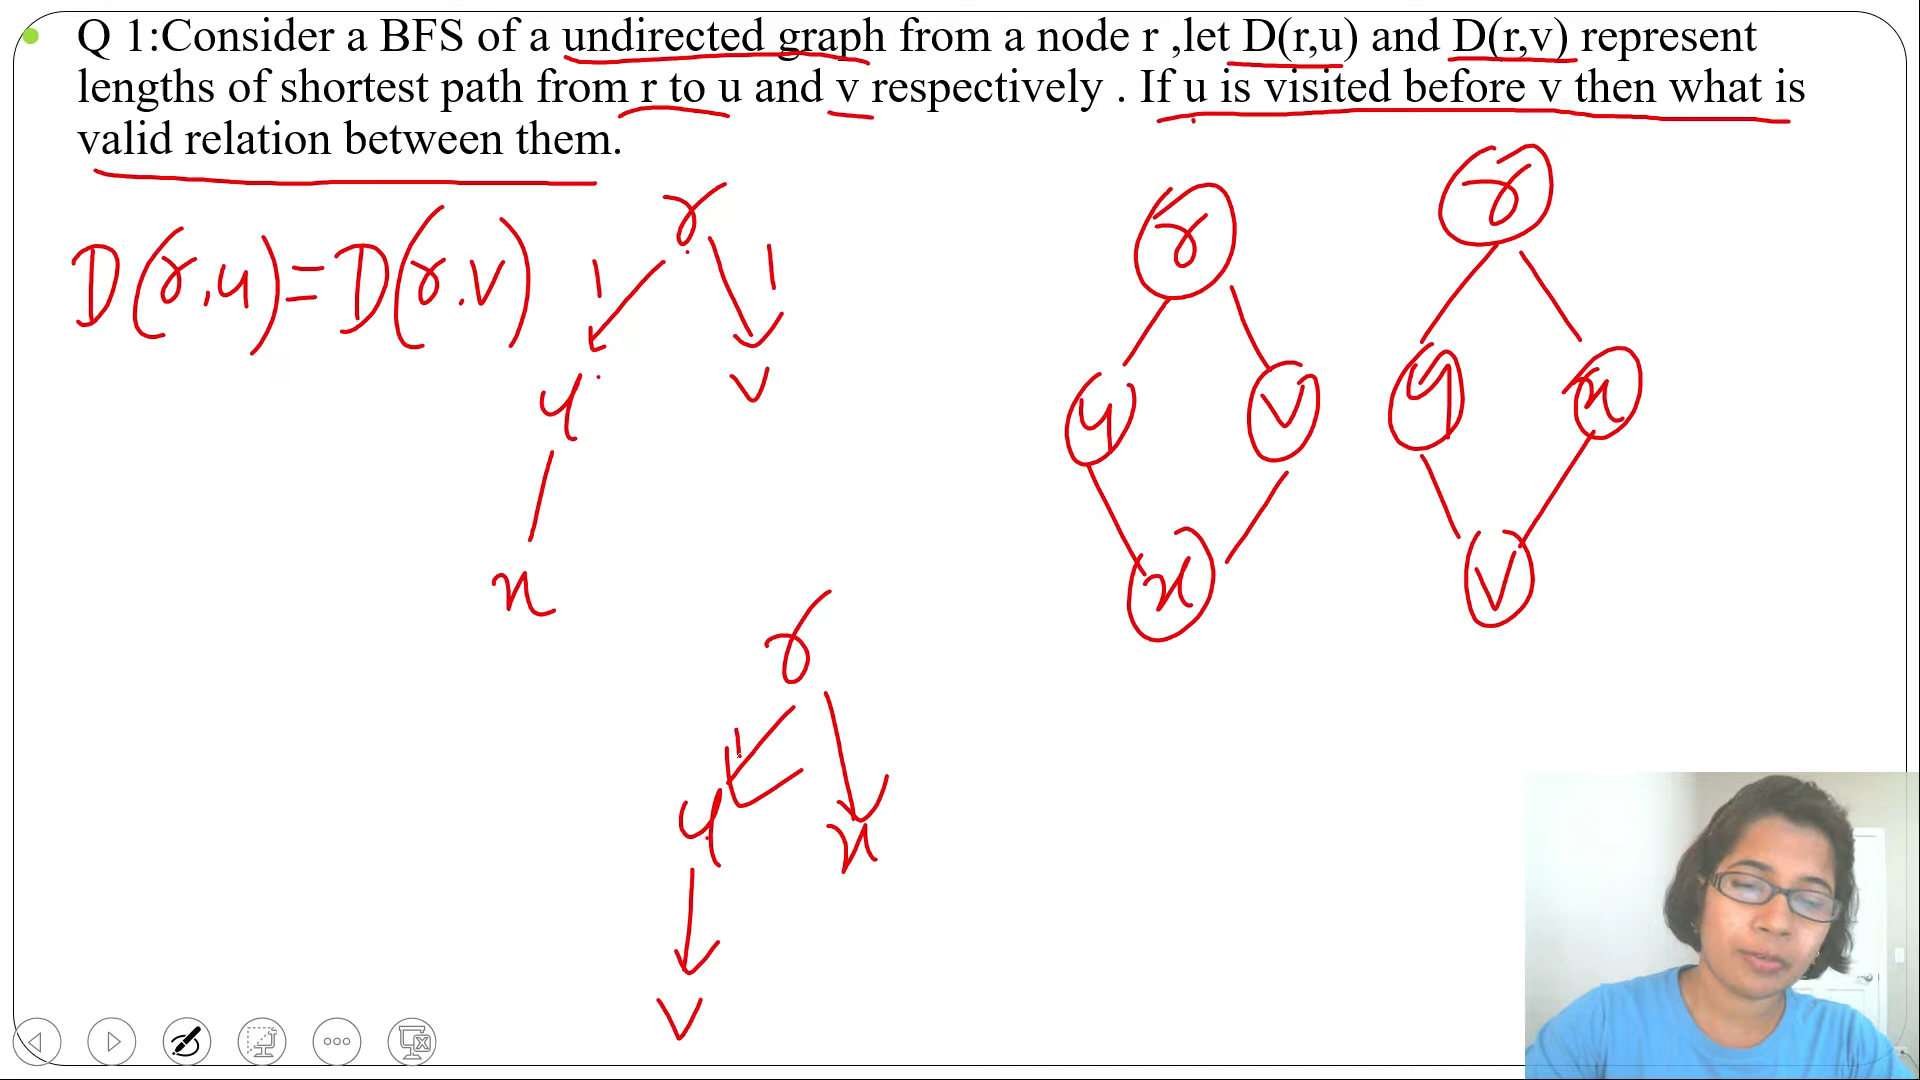 Q 1:Consider a BFS of a undirected graph from a node r ,let D(r,u) and D(r,v) represent
lengths of shortest path from r to u and v respectively . If u is visited before v then what is
valid relation between them.
D(r,u)=D(r.v)
r
1 1
u v
x
r
u v
x
r
u x
v
r
1
u x
v